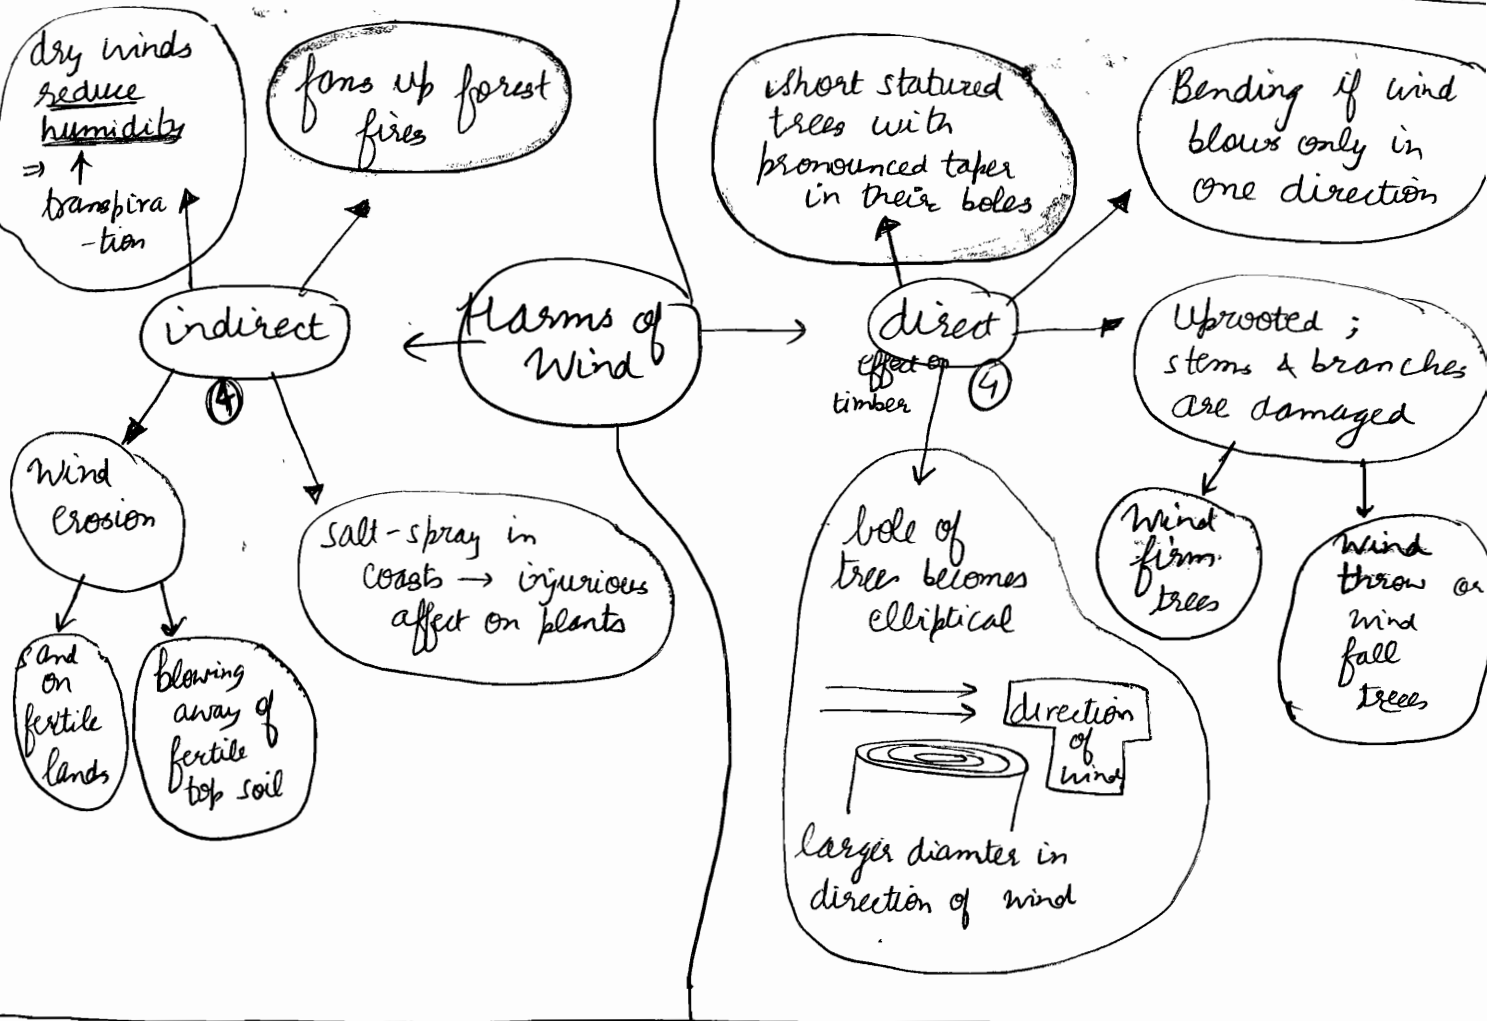 Harms of
Wind
indirect
4
dry winds
reduce
humidity
⇒ ↑
transpira
-tion
fans up forest
fires
Wind
erosion
sand
on
fertile
lands
blowing
away of
fertile
top soil
salt-spray in
coasts → injurious
affect on plants
direct
effect on
timber
4
short statured
trees with
pronounced taper
in their boles
Bending if wind
blows only in
one direction
Uprooted ;
stems & branches
are damaged
Wind
firm
trees
Wind
throw or
wind
fall
trees
bole of
trees becomes
elliptical
direction
of
wind
larger diamter in
direction of wind